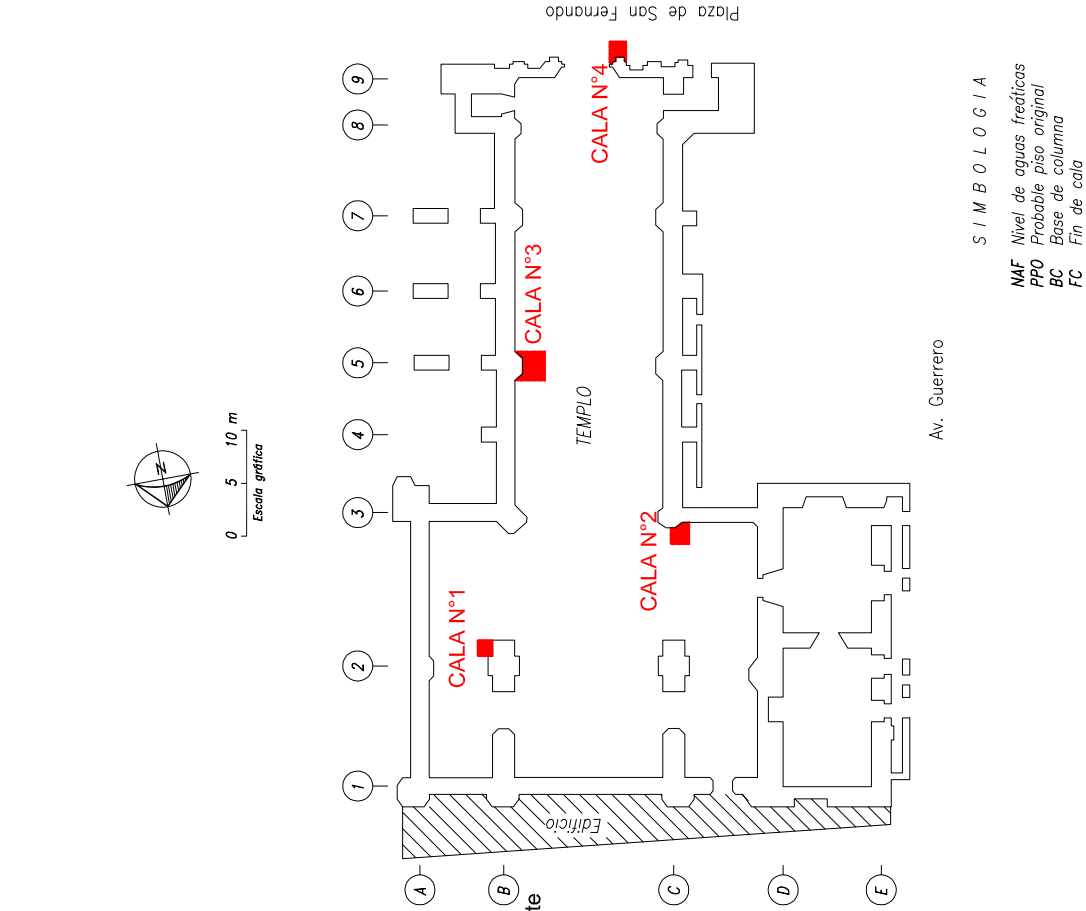 Plaza de San Fernando
9
8
7
6
5
4
3
2
1
CALA N°4
CALA N°3
CALA N°2
CALA N°1
TEMPLO
N
0 5 10 m
Escala gráfica
Av. Guerrero
SIMBOLOGIA
NAF Nivel de aguas freáticas
PPO Probable piso original
BC Base de columna
FC Fin de cala
Edificio
A
B
C
D
E
te